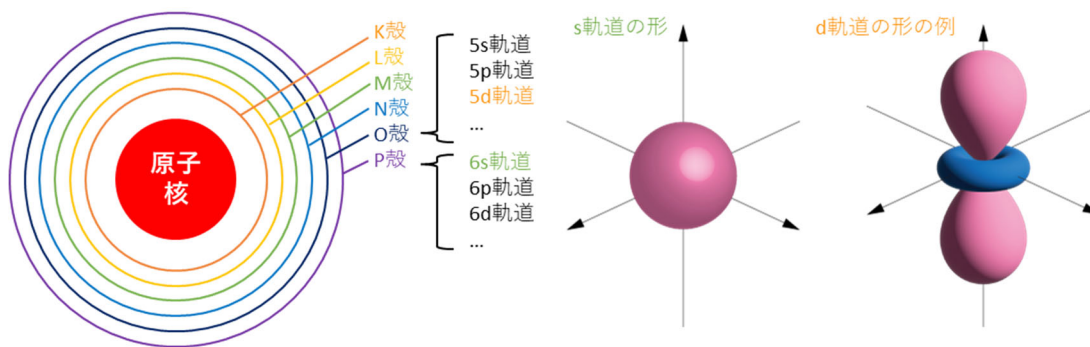 原子
核
K殻
L殻
M殻
N殻
O殻
P殻
5s軌道
5p軌道
5d軌道
…
6s軌道
6p軌道
6d軌道
…
s軌道の形
d軌道の形の例